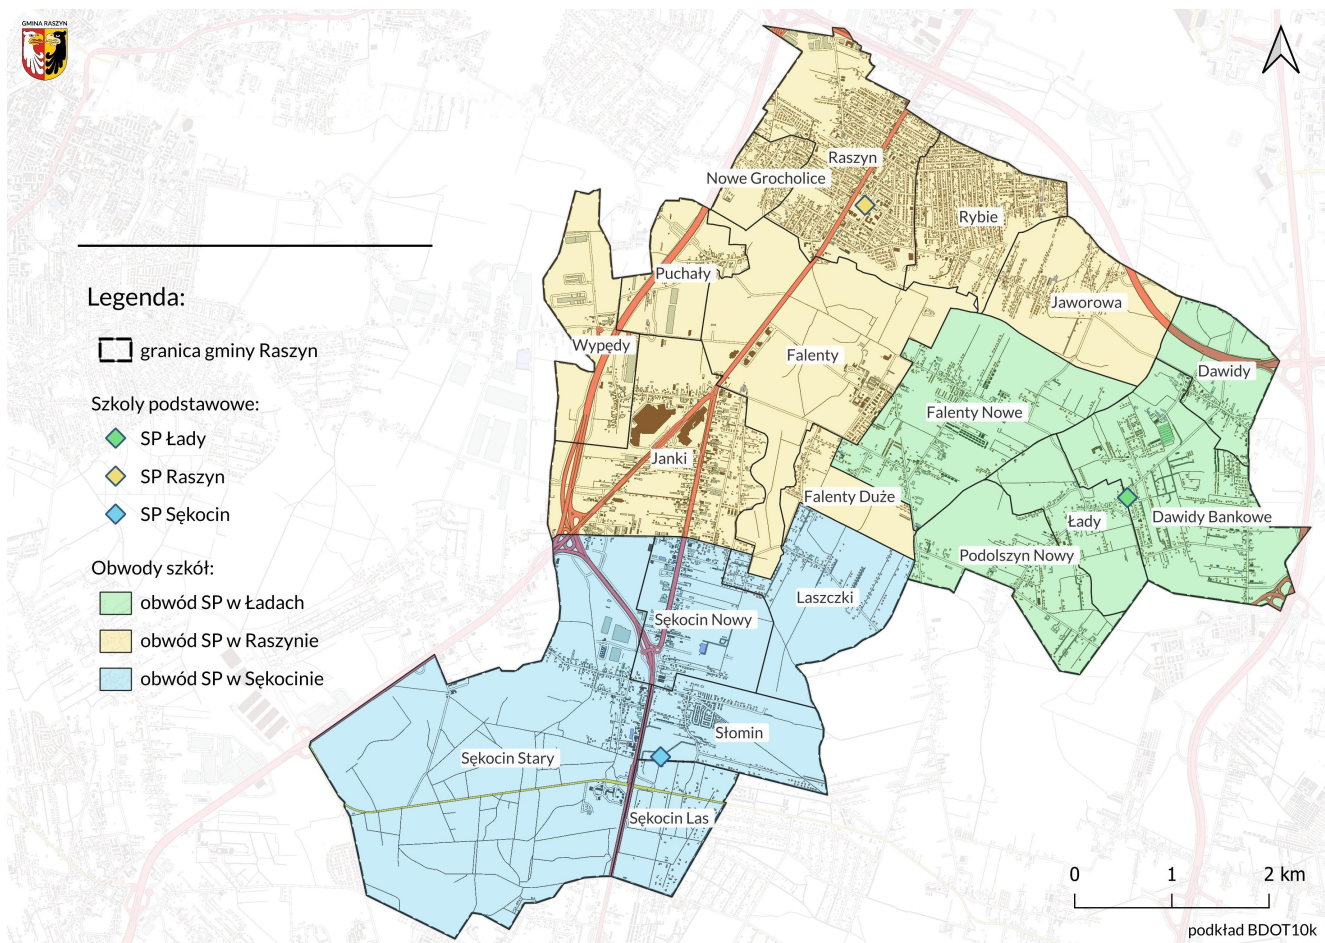 GMINA RASZYN
Legenda:
granica gminy Raszyn
Szkoly podstawowe:
SP Łady
SP Raszyn
SP Sękocin
Obwody szkół:
obwód SP w Ładach
obwód SP w Raszynie
obwód SP w Sękocinie
Raszyn
Nowe Grocholice
Rybie
Puchały
Jaworowa
Wypędy
Falenty
Dawidy
Falenty Nowe
Janki
Falenty Duże
Łady
Dawidy Bankowe
Podolszyn Nowy
Laszczki
Sękocin Nowy
Słomin
Sękocin Stary
Sękocin Las
0 1 2 km
podkład BDOT10k